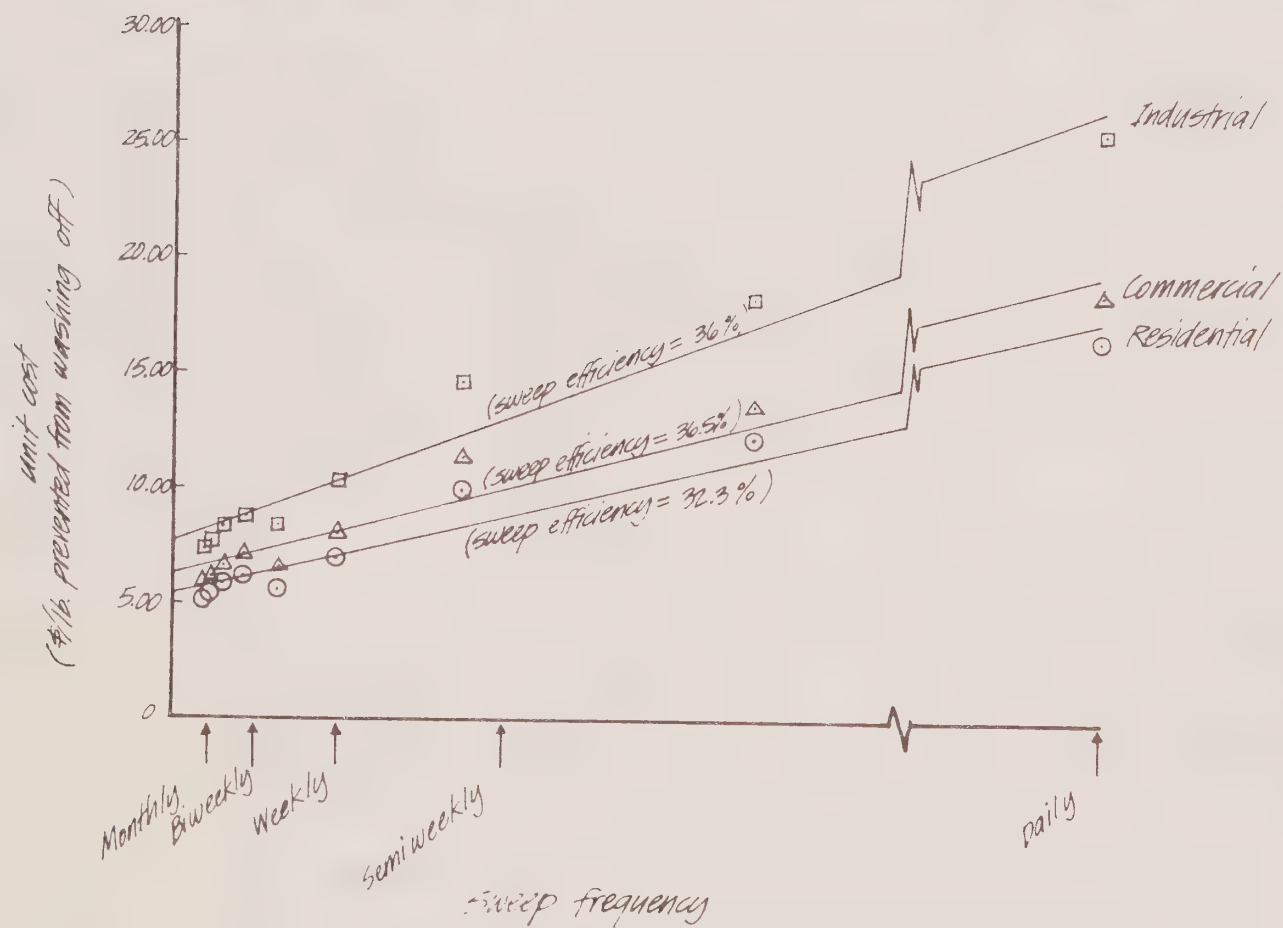 30.00
25.00
20.00
15.00
10.00
5.00
0
unit cost
($/lb. prevented from washing off)
Industrial
Commercial
Residential
(sweep efficiency = 36%)
(sweep efficiency = 36.5%)
(sweep efficiency = 32.3%)
Monthly
Biweekly
Weekly
Semiweekly
Daily
Sweep frequency